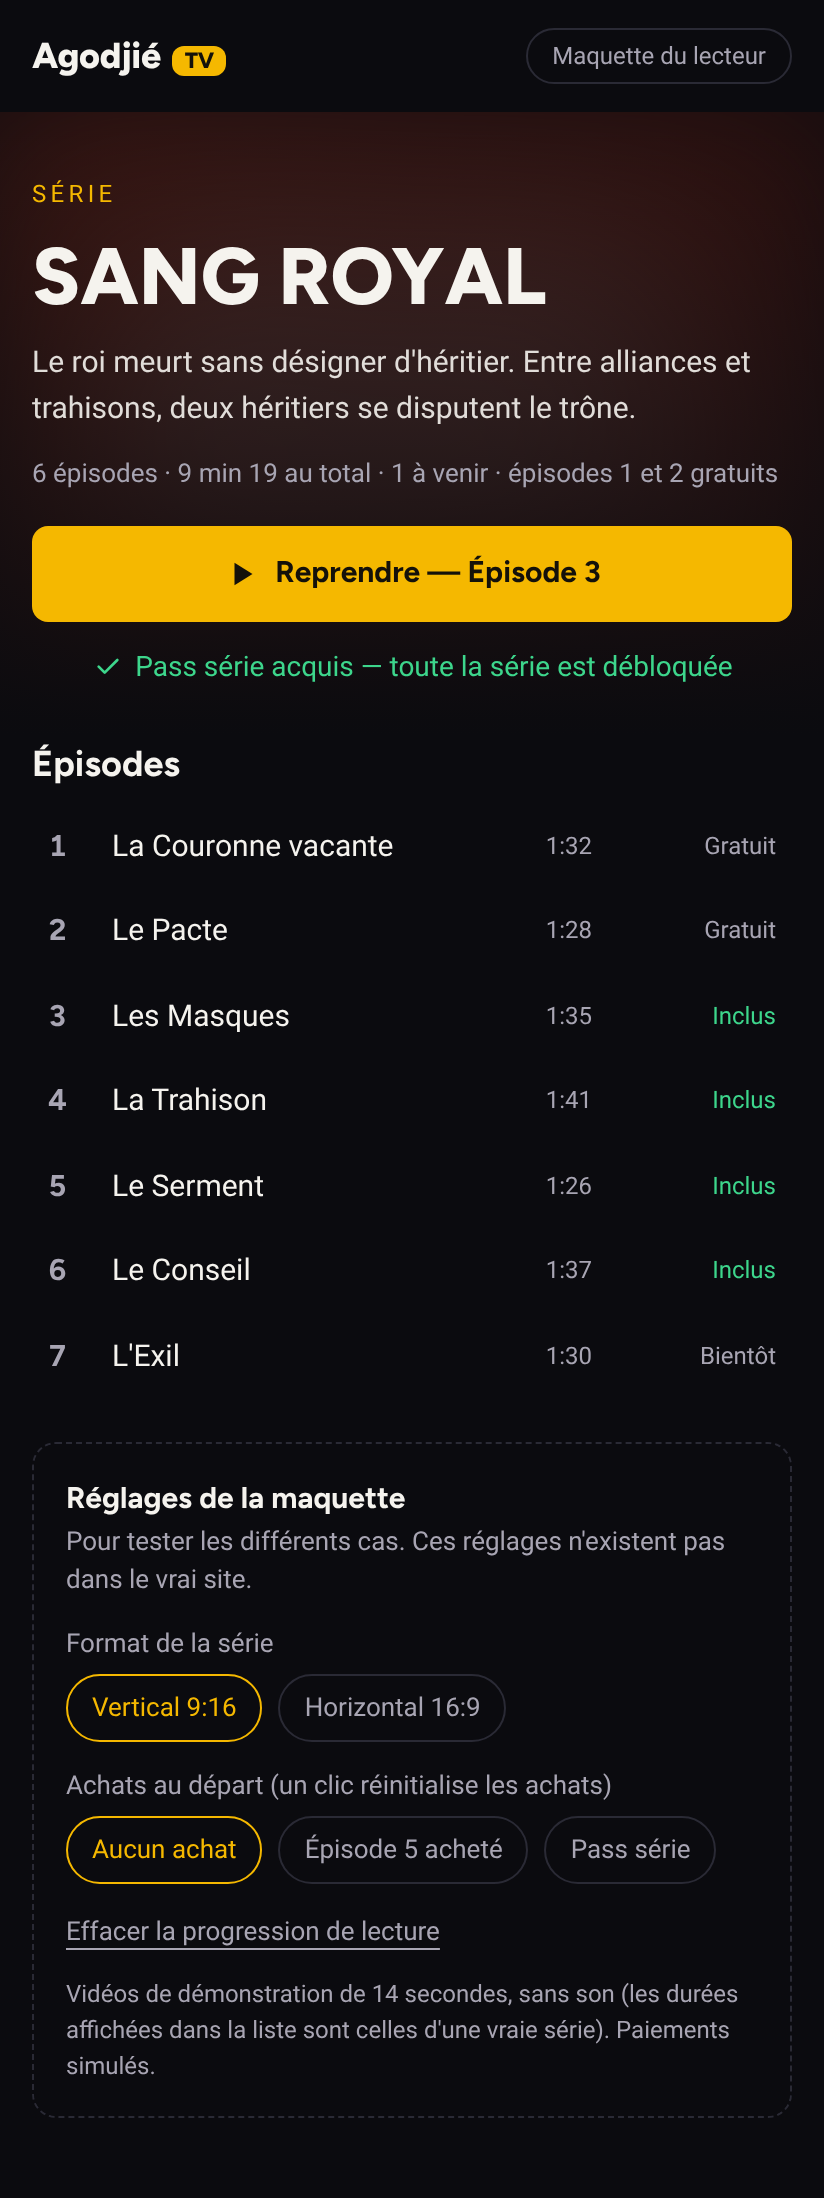 Agodjié TV
Maquette du lecteur
SÉRIE
SANG ROYAL
Le roi meurt sans désigner d'héritier. Entre alliances et
trahisons, deux héritiers se disputent le trône.
6 épisodes · 9 min 19 au total · 1 à venir · épisodes 1 et 2 gratuits
Reprendre — Épisode 3
Pass série acquis — toute la série est débloquée
Épisodes
1 La Couronne vacante 1:32 Gratuit
2 Le Pacte 1:28 Gratuit
3 Les Masques 1:35 Inclus
4 La Trahison 1:41 Inclus
5 Le Serment 1:26 Inclus
6 Le Conseil 1:37 Inclus
7 L'Exil 1:30 Bientôt
Réglages de la maquette
Pour tester les différents cas. Ces réglages n'existent pas
dans le vrai site.
Format de la série
Vertical 9:16 Horizontal 16:9
Achats au départ (un clic réinitialise les achats)
Aucun achat Épisode 5 acheté Pass série
Effacer la progression de lecture
Vidéos de démonstration de 14 secondes, sans son (les durées
affichées dans la liste sont celles d'une vraie série). Paiements
simulés.